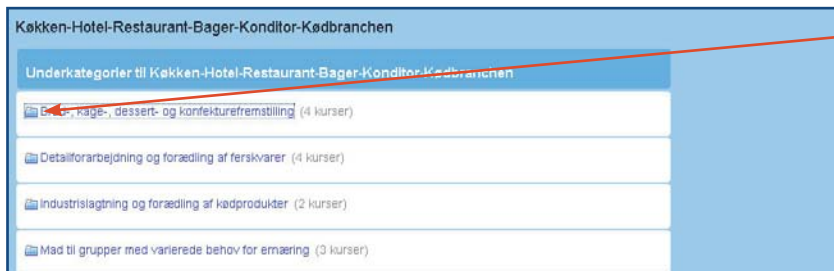 Køkken-Hotel-Restaurant-Bager-Konditor-Kødbranchen
Underkategorier til Køkken-Hotel-Restaurant-Bager-Konditor-Kødbranchen
Brød-, kage-, dessert- og konfekturefremstilling (4 kurser)
Detailforarbejdning og forædling af ferskvarer (4 kurser)
Industrislagtning og forædling af kødprodukter (2 kurser)
Mad til grupper med varierede behov for ernæring (3 kurser)